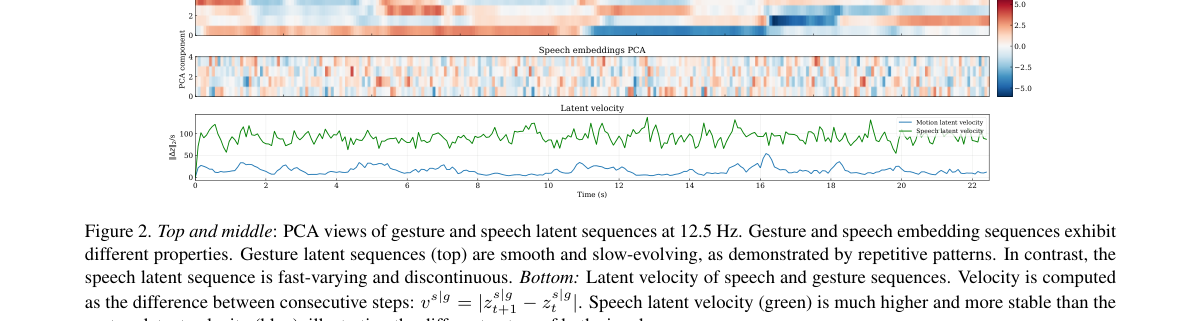 2
0
5.0
2.5
0.0
−2.5
−5.0
PCA component
Speech embeddings PCA
4
2
0
Latent velocity
‖Δz‖₂/s
100
50
0
Motion latent velocity
Speech latent velocity
0 2 4 6 8 10 12 14 16 18 20 22
Time (s)
Figure 2. Top and middle: PCA views of gesture and speech latent sequences at 12.5 Hz. Gesture and speech embedding sequences exhibit
different properties. Gesture latent sequences (top) are smooth and slow-evolving, as demonstrated by repetitive patterns. In contrast, the
speech latent sequence is fast-varying and discontinuous. Bottom: Latent velocity of speech and gesture sequences. Velocity is computed
as the difference between consecutive steps: v^{s|g} = |z_{t+1}^{s|g} − z_t^{s|g}|. Speech latent velocity (green) is much higher and more stable than the